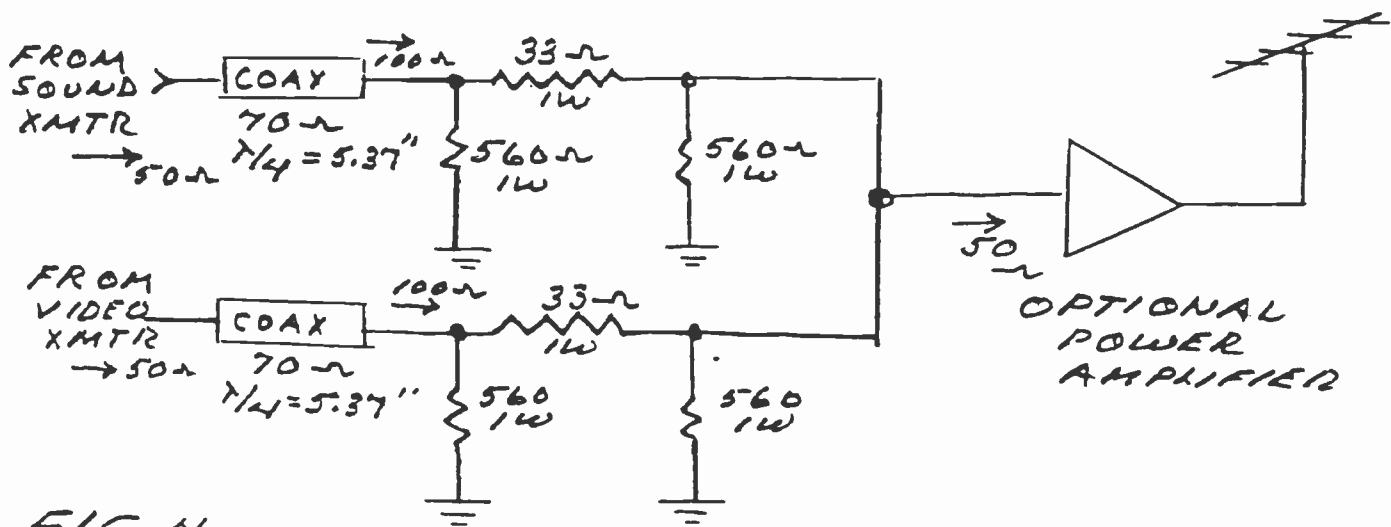 FROM
SOUND
XMTR
→ 50Ω
COAX
70Ω
λ/4 = 5.37"
→
100Ω
33Ω
1W
560Ω
1W
560Ω
1W
FROM
VIDEO
XMTR
→ 50Ω
COAX
70Ω
λ/4 = 5.37"
100Ω
→
33Ω
1W
560
1W
560
1W
→
50
Ω
OPTIONAL
POWER
AMPLIFIER